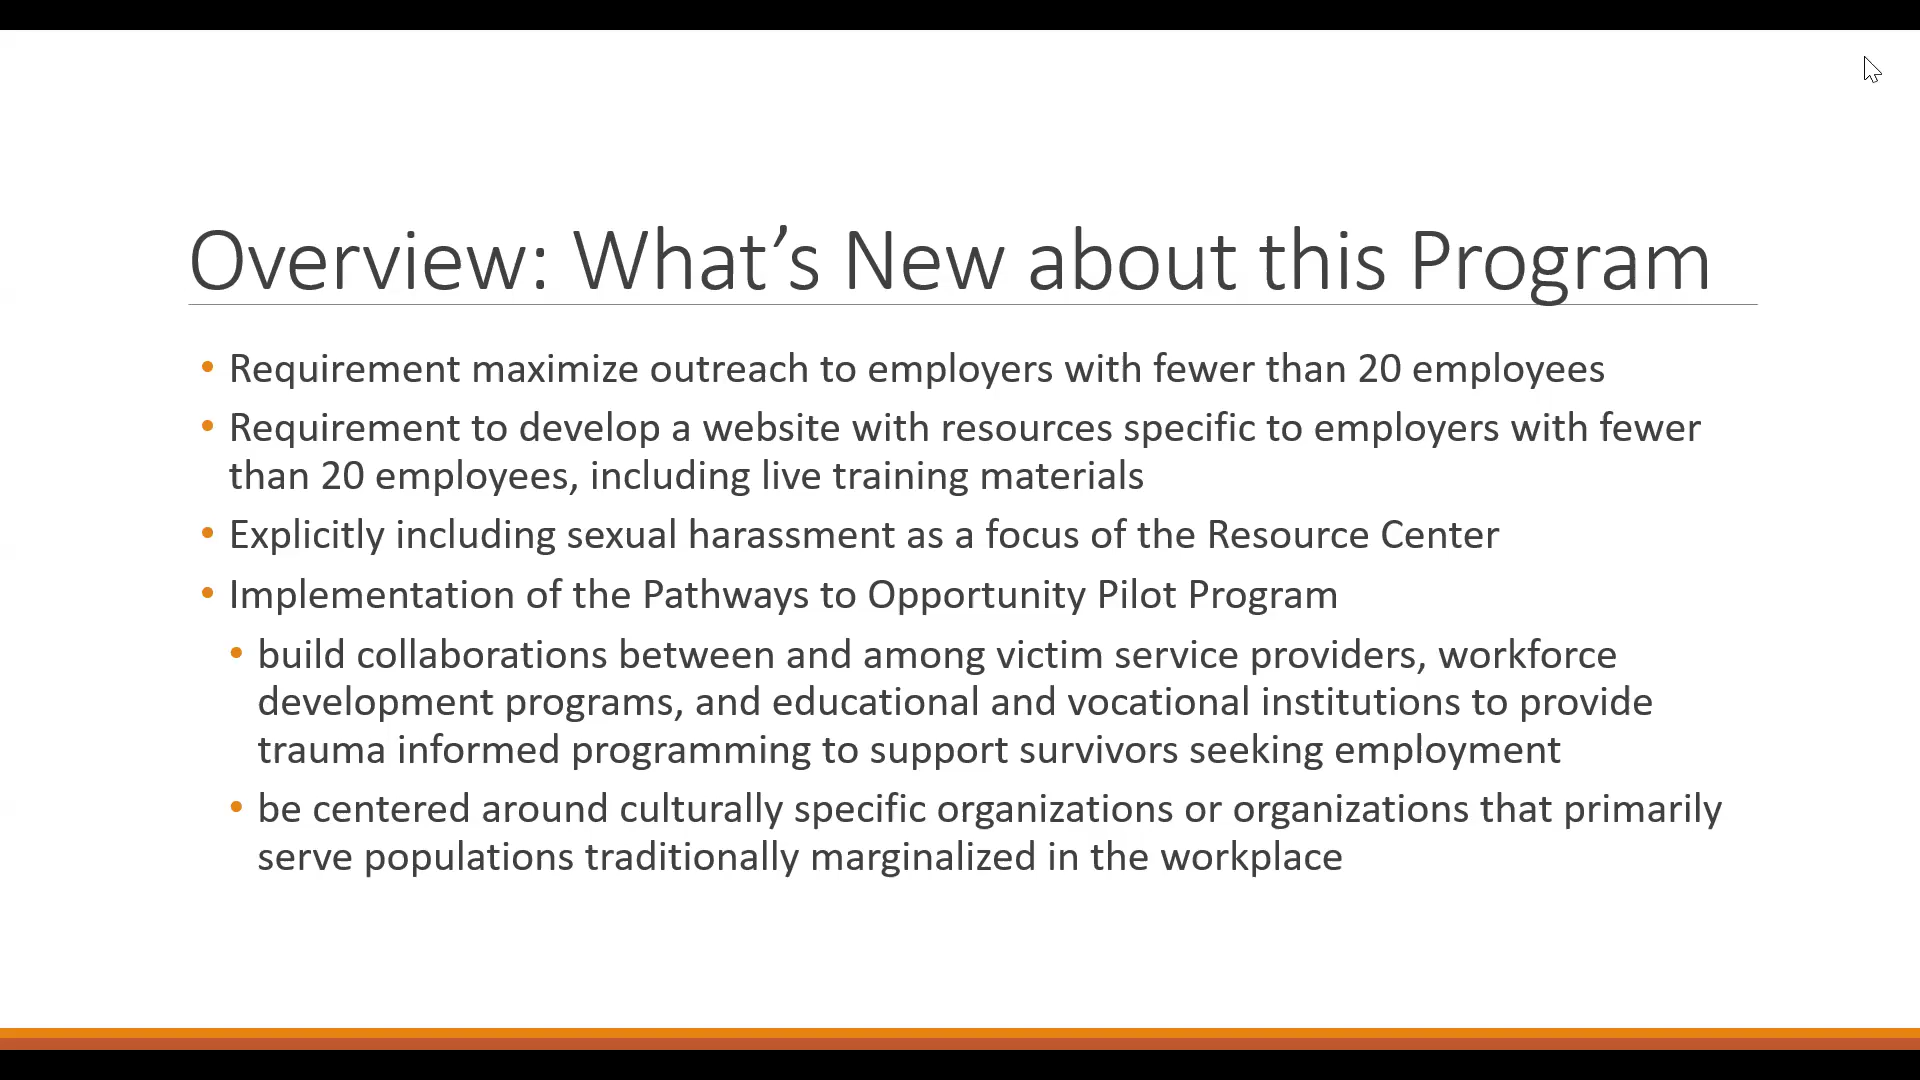 Overview: What’s New about this Program
• Requirement maximize outreach to employers with fewer than 20 employees
• Requirement to develop a website with resources specific to employers with fewer
than 20 employees, including live training materials
• Explicitly including sexual harassment as a focus of the Resource Center
• Implementation of the Pathways to Opportunity Pilot Program
• build collaborations between and among victim service providers, workforce
development programs, and educational and vocational institutions to provide
trauma informed programming to support survivors seeking employment
• be centered around culturally specific organizations or organizations that primarily
serve populations traditionally marginalized in the workplace